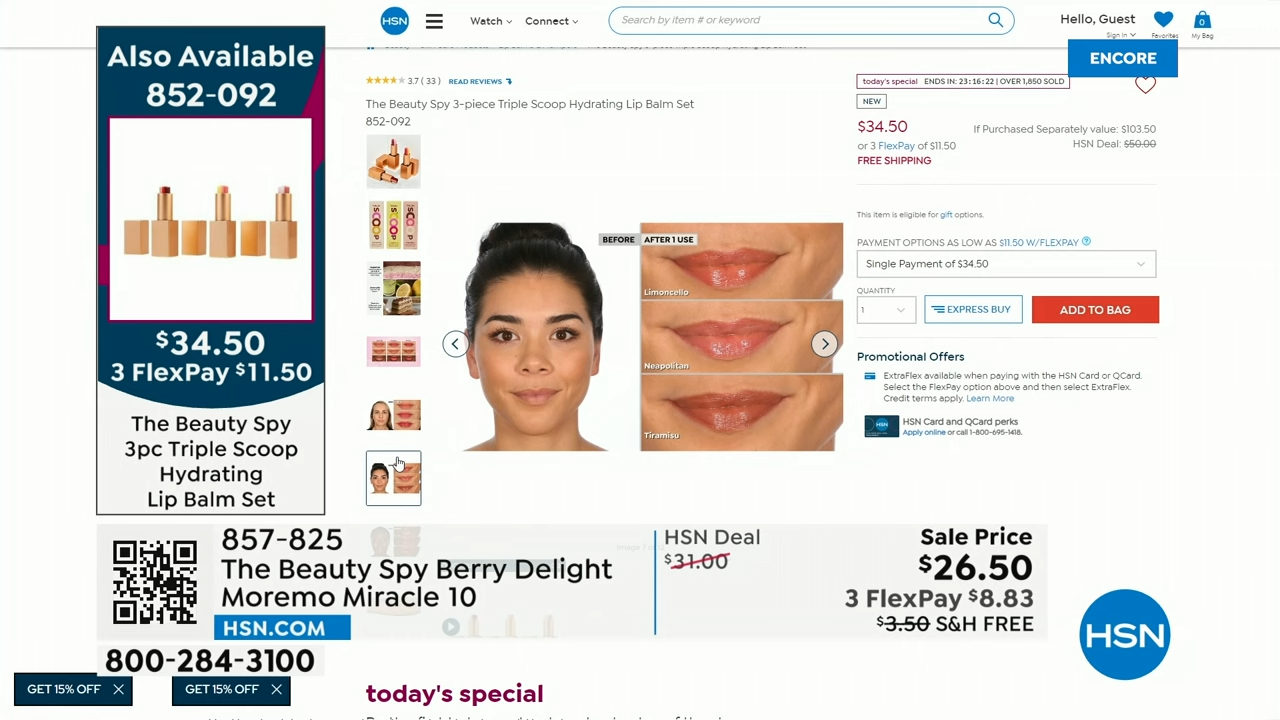 HSN
Watch
Connect
Search by item # or keyword
Hello, Guest
Sign In
Favorites
0
My Bag
ENCORE
Also Available
852-092
$34.50
3 FlexPay $11.50
The Beauty Spy
3pc Triple Scoop
Hydrating
Lip Balm Set
3.7 ( 33 ) READ REVIEWS
The Beauty Spy 3-piece Triple Scoop Hydrating Lip Balm Set
852-092
BEFORE AFTER 1 USE
Limoncello
Neapolitan
Tiramisu
today's special ENDS IN: 23:16:22 | OVER 1,850 SOLD
NEW
$34.50
If Purchased Separately value: $103.50
or 3 FlexPay of $11.50
HSN Deal: $50.00
FREE SHIPPING
This item is eligible for gift options.
PAYMENT OPTIONS AS LOW AS $11.50 W/FLEXPAY
Single Payment of $34.50
QUANTITY
1
EXPRESS BUY
ADD TO BAG
Promotional Offers
ExtraFlex available when paying with the HSN Card or QCard.
Select the FlexPay option above and then select ExtraFlex.
Credit terms apply. Learn More
HSN
HSN Card and QCard perks
Apply online or call 1-800-695-1418.
857-825
The Beauty Spy Berry Delight
Moremo Miracle 10
HSN.COM
HSN Deal
$31.00
Sale Price
$26.50
3 FlexPay $8.83
$3.50 S&H FREE
HSN
800-284-3100
GET 15% OFF
GET 15% OFF
today's special